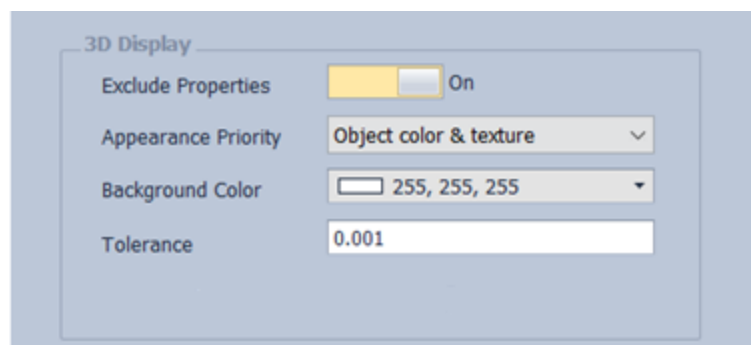 3D Display
Exclude Properties On
Appearance Priority Object color & texture
Background Color 255, 255, 255
Tolerance 0.001